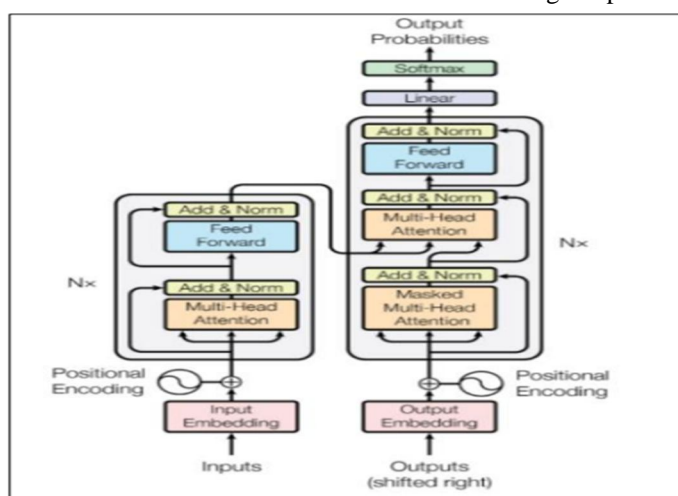 Output
Probabilities
Softmax
Linear
Add & Norm
Feed
Forward
Add & Norm
Multi-Head
Attention
Add & Norm
Masked
Multi-Head
Attention
Nx
Positional
Encoding
Output
Embedding
Outputs
(shifted right)
Add & Norm
Feed
Forward
Add & Norm
Multi-Head
Attention
Nx
Positional
Encoding
Input
Embedding
Inputs